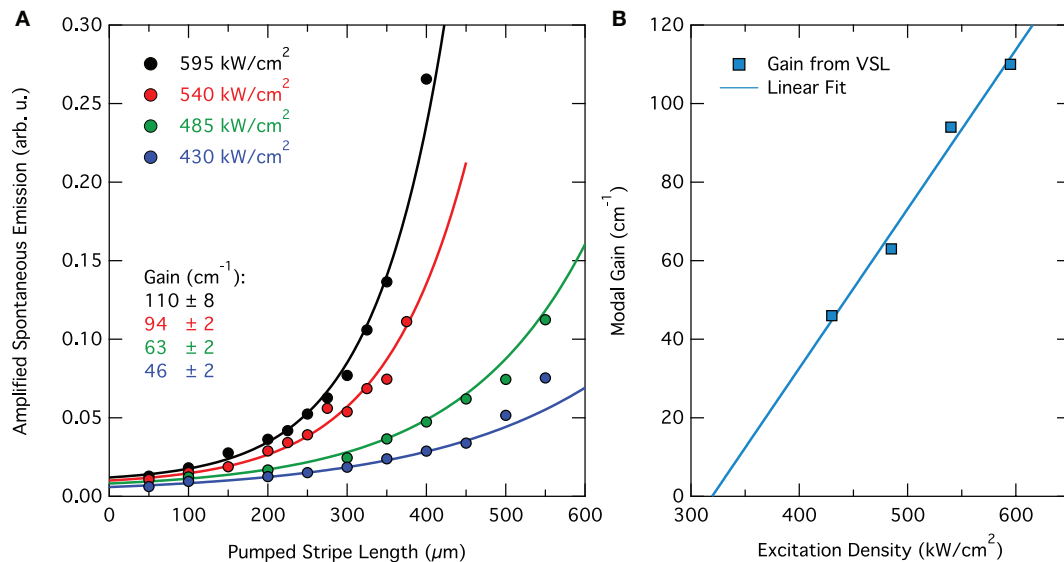 A
Amplified Spontaneous Emission (arb. u.)
0.30
0.25
0.20
0.15
0.10
0.05
0.00
595 kW/cm²
540 kW/cm²
485 kW/cm²
430 kW/cm²
Gain (cm⁻¹):
110 ± 8
94 ± 2
63 ± 2
46 ± 2
0 100 200 300 400 500 600
Pumped Stripe Length (µm)
B
Modal Gain (cm⁻¹)
120
100
80
60
40
20
0
Gain from VSL
Linear Fit
300 400 500 600
Excitation Density (kW/cm²)